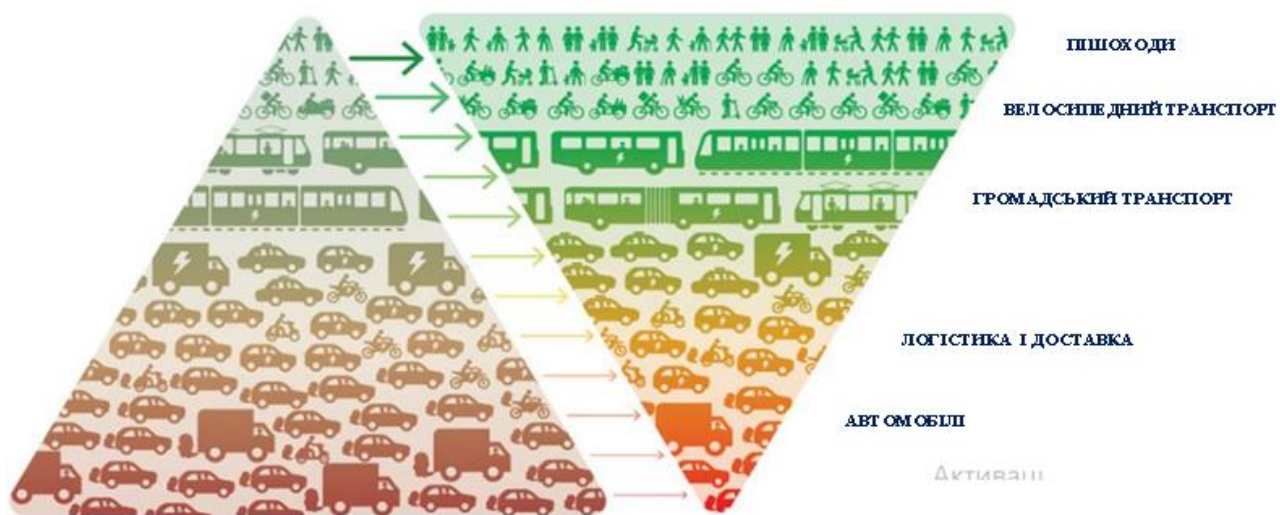 ПІШОХОДИ
ВЕЛОСИПЕДНИЙ ТРАНСПОРТ
ГРОМАДСЬКИЙ ТРАНСПОРТ
ЛОГІСТИКА І ДОСТАВКА
АВТОМОБІЛІ